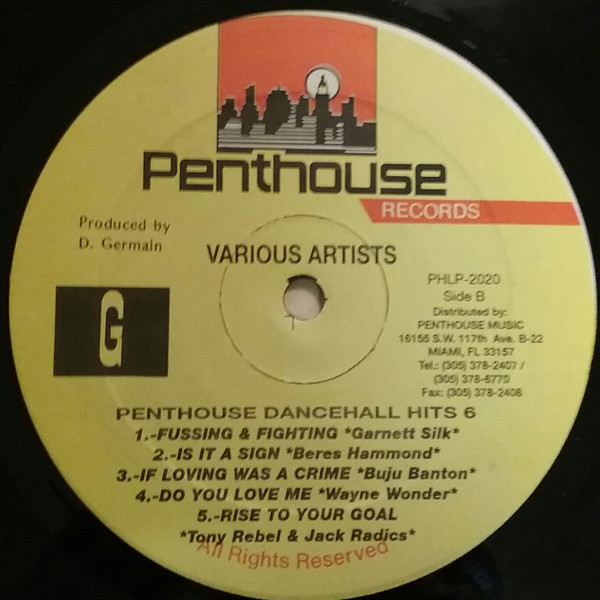 Penthouse
RECORDS
Produced by
D. Germain
VARIOUS ARTISTS
PHLP-2020
Side B
Distributed by:
PENTHOUSE MUSIC
16155 S.W. 117th Ave. B-22
MIAMI, FL 33157
Tel.: (305) 378-2407 /
(305) 378-6770
Fax: (305) 378-2408
G
PENTHOUSE DANCEHALL HITS 6
1.-FUSSING & FIGHTING *Garnett Silk*
2.-IS IT A SIGN *Beres Hammond*
3.-IF LOVING WAS A CRIME *Buju Banton*
4.-DO YOU LOVE ME *Wayne Wonder*
5.-RISE TO YOUR GOAL
*Tony Rebel & Jack Radics*
All Rights Reserved